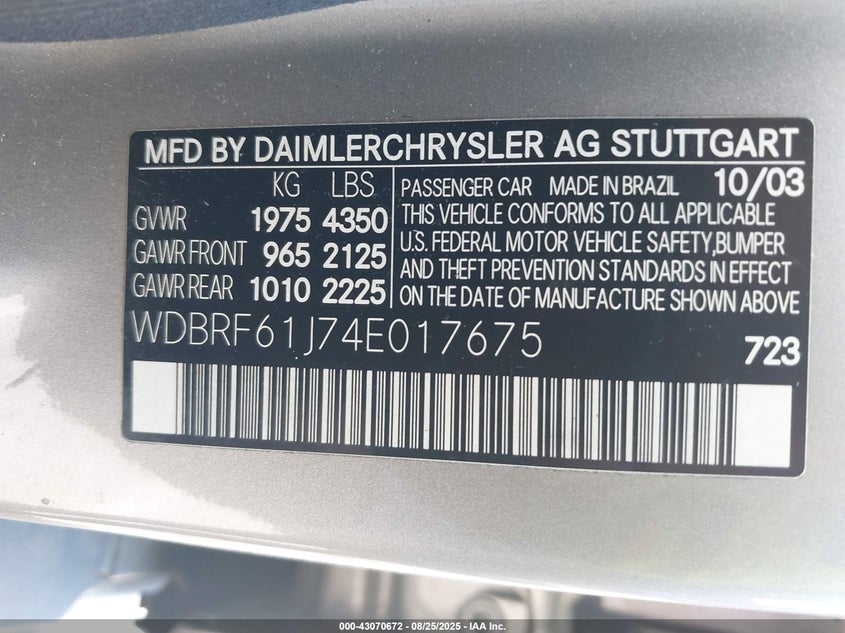 MFD BY DAIMLERCHRYSLER AG STUTTGART
KG LBS
GVWR 1975 4350
GAWR FRONT 965 2125
GAWR REAR 1010 2225
PASSENGER CAR MADE IN BRAZIL 10/03
THIS VEHICLE CONFORMS TO ALL APPLICABLE
U.S. FEDERAL MOTOR VEHICLE SAFETY,BUMPER
AND THEFT PREVENTION STANDARDS IN EFFECT
ON THE DATE OF MANUFACTURE SHOWN ABOVE
WDBRF61J74E017675
723
000-43070672 - 08/25/2025 - IAA Inc.